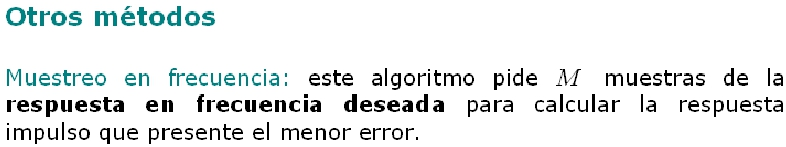 Otros métodos
Muestreo en frecuencia: este algoritmo pide M muestras de la
respuesta en frecuencia deseada para calcular la respuesta
impulso que presente el menor error.